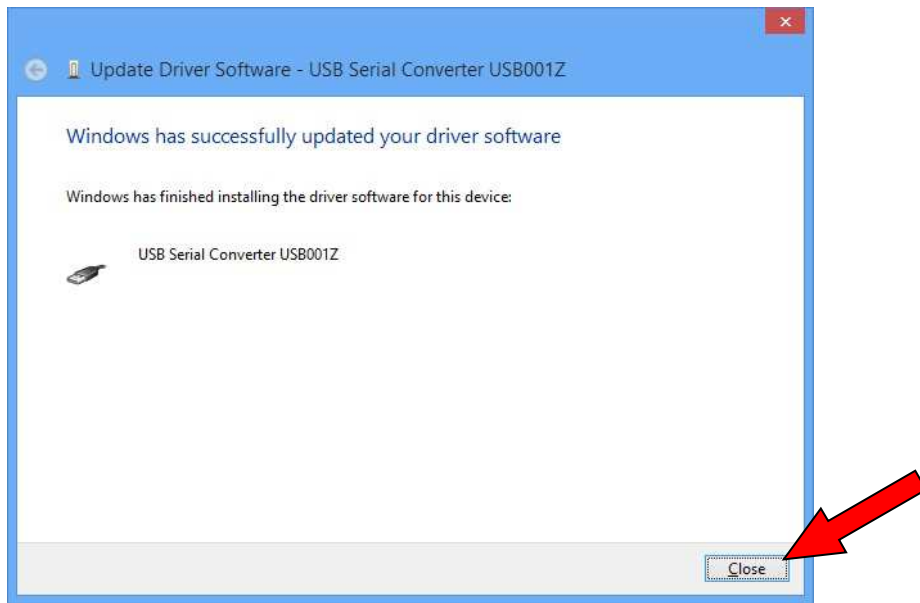 Update Driver Software - USB Serial Converter USB001Z
Windows has successfully updated your driver software
Windows has finished installing the driver software for this device:
USB Serial Converter USB001Z
Close